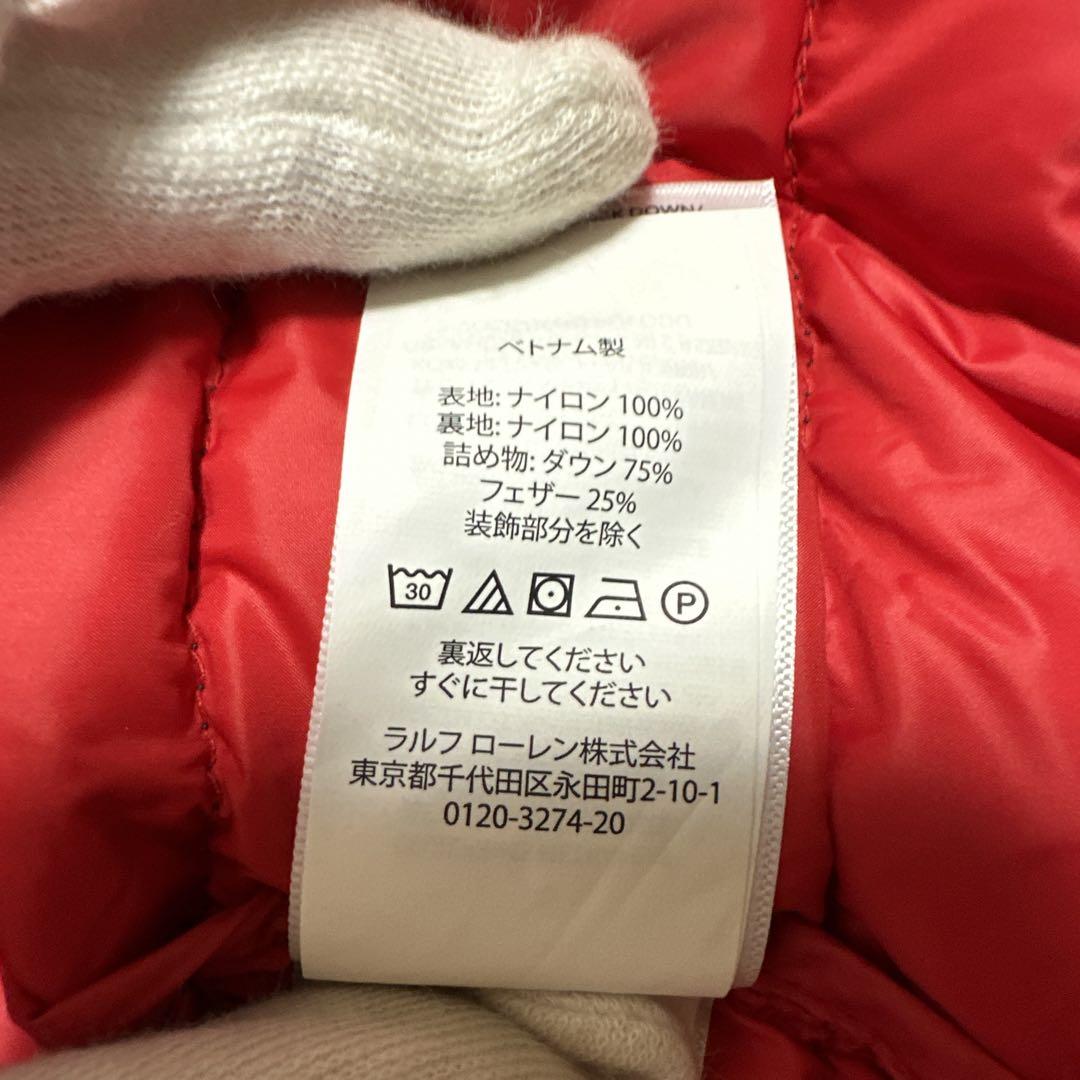 DOWN/
ベトナム製
表地: ナイロン 100%
裏地: ナイロン 100%
詰め物: ダウン 75%
フェザー 25%
装飾部分を除く
30
P
裏返してください
すぐに干してください
ラルフ ローレン株式会社
東京都千代田区永田町2-10-1
0120-3274-20